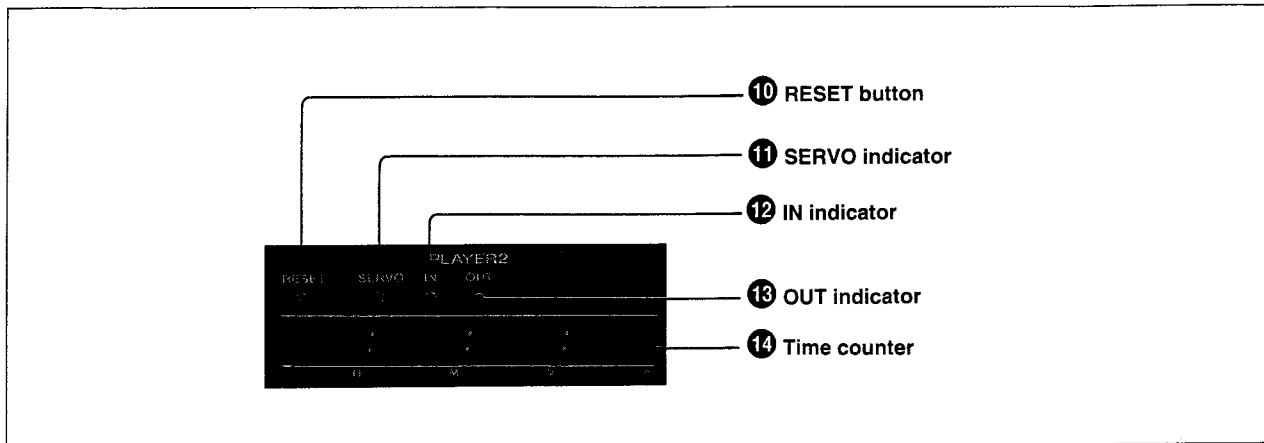 10 RESET button
11 SERVO indicator
12 IN indicator
PLAYER2
RESET SERVO IN OUT
13 OUT indicator
14 Time counter
H M S F